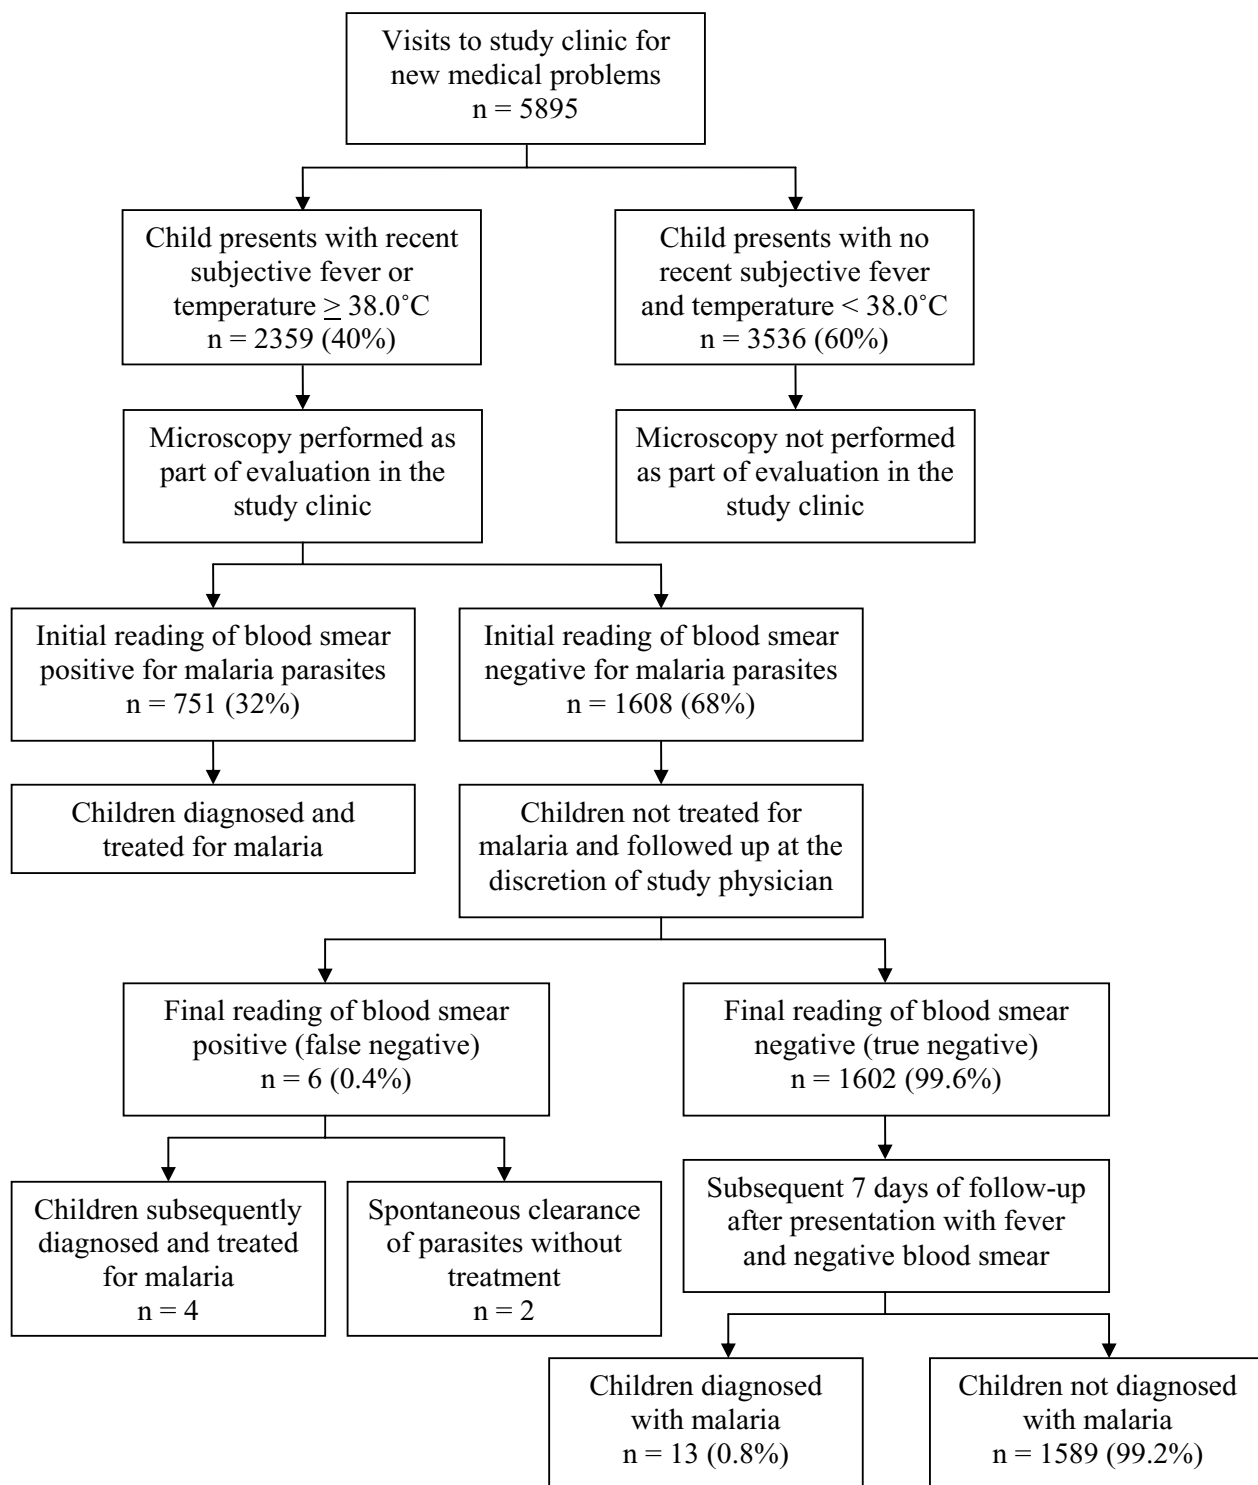 Visits to study clinic for
new medical problems
n = 5895
Child presents with recent
subjective fever or
temperature ≥ 38.0˚C
n = 2359 (40%)
Child presents with no
recent subjective fever
and temperature < 38.0˚C
n = 3536 (60%)
Microscopy performed as
part of evaluation in the
study clinic
Microscopy not performed
as part of evaluation in the
study clinic
Initial reading of blood smear
positive for malaria parasites
n = 751 (32%)
Initial reading of blood smear
negative for malaria parasites
n = 1608 (68%)
Children diagnosed and
treated for malaria
Children not treated for
malaria and followed up at the
discretion of study physician
Final reading of blood smear
positive (false negative)
n = 6 (0.4%)
Final reading of blood smear
negative (true negative)
n = 1602 (99.6%)
Children subsequently
diagnosed and treated
for malaria
n = 4
Spontaneous clearance
of parasites without
treatment
n = 2
Subsequent 7 days of follow-up
after presentation with fever
and negative blood smear
Children diagnosed
with malaria
n = 13 (0.8%)
Children not diagnosed
with malaria
n = 1589 (99.2%)